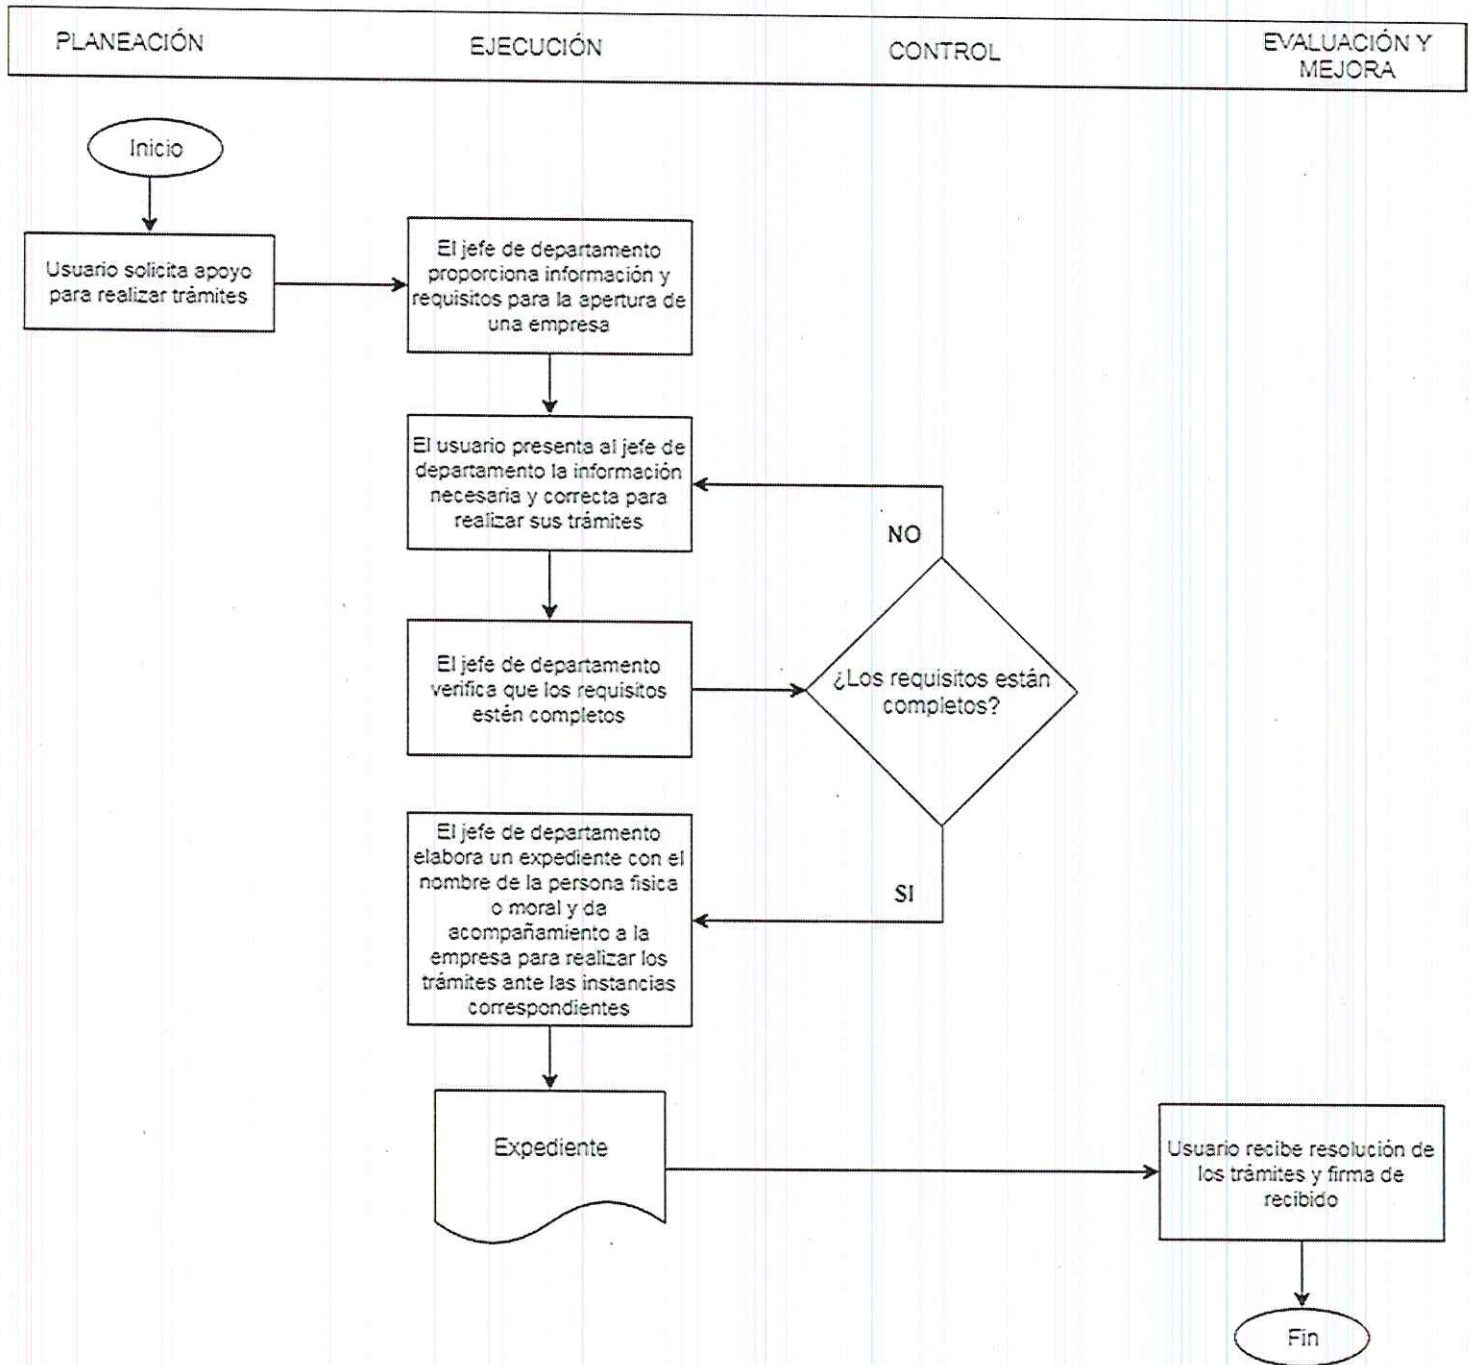 PLANEACIÓN
EJECUCIÓN
CONTROL
EVALUACIÓN Y
MEJORA
Inicio
Usuario solicita apoyo
para realizar trámites
El jefe de departamento
proporciona información y
requisitos para la apertura de
una empresa
El usuario presenta al jefe de
departamento la información
necesaria y correcta para
realizar sus trámites
NO
El jefe de departamento
verifica que los requisitos
estén completos
¿Los requisitos están
completos?
SI
El jefe de departamento
elabora un expediente con el
nombre de la persona fisica
o moral y da
acompañamiento a la
empresa para realizar los
trámites ante las instancias
correspondientes
Expediente
Usuario recibe resolución de
los trámites y firma de
recibido
Fin